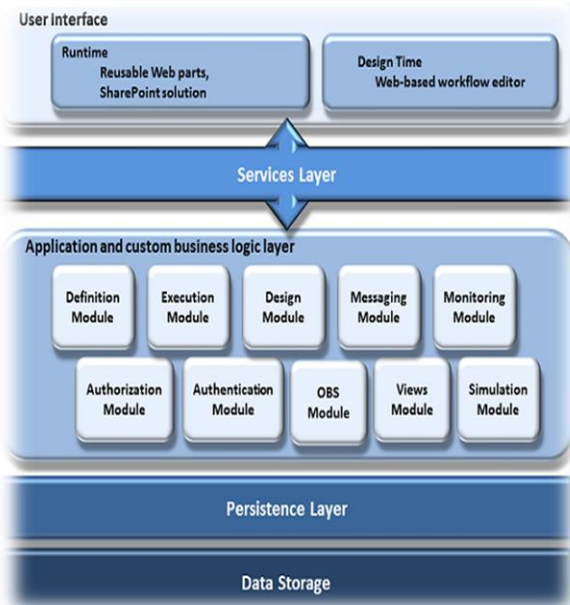 User Interface
Runtime
Reusable Web parts,
SharePoint solution
Design Time
Web-based workflow editor
Services Layer
Application and custom business logic layer
Definition
Module
Execution
Module
Design
Module
Messaging
Module
Monitoring
Module
Authorization
Module
Authentication
Module
OBS
Module
Views
Module
Simulation
Module
Persistence Layer
Data Storage